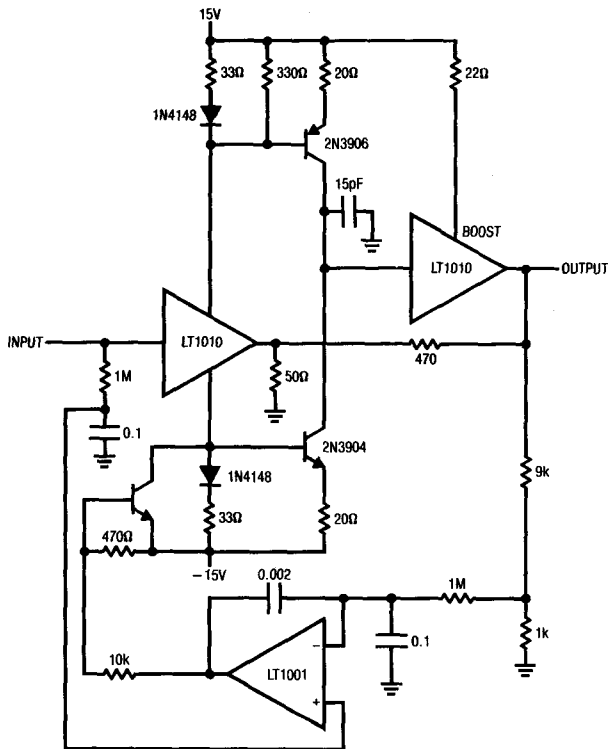 15V
33Ω
330Ω
20Ω
22Ω
1N4148
2N3906
15pF
BOOST
LT1010
OUTPUT
INPUT
LT1010
470
1M
50Ω
0.1
2N3904
1N4148
9k
470Ω
33Ω
20Ω
–15V
0.002
1M
0.1
1k
10k
–
LT1001
+